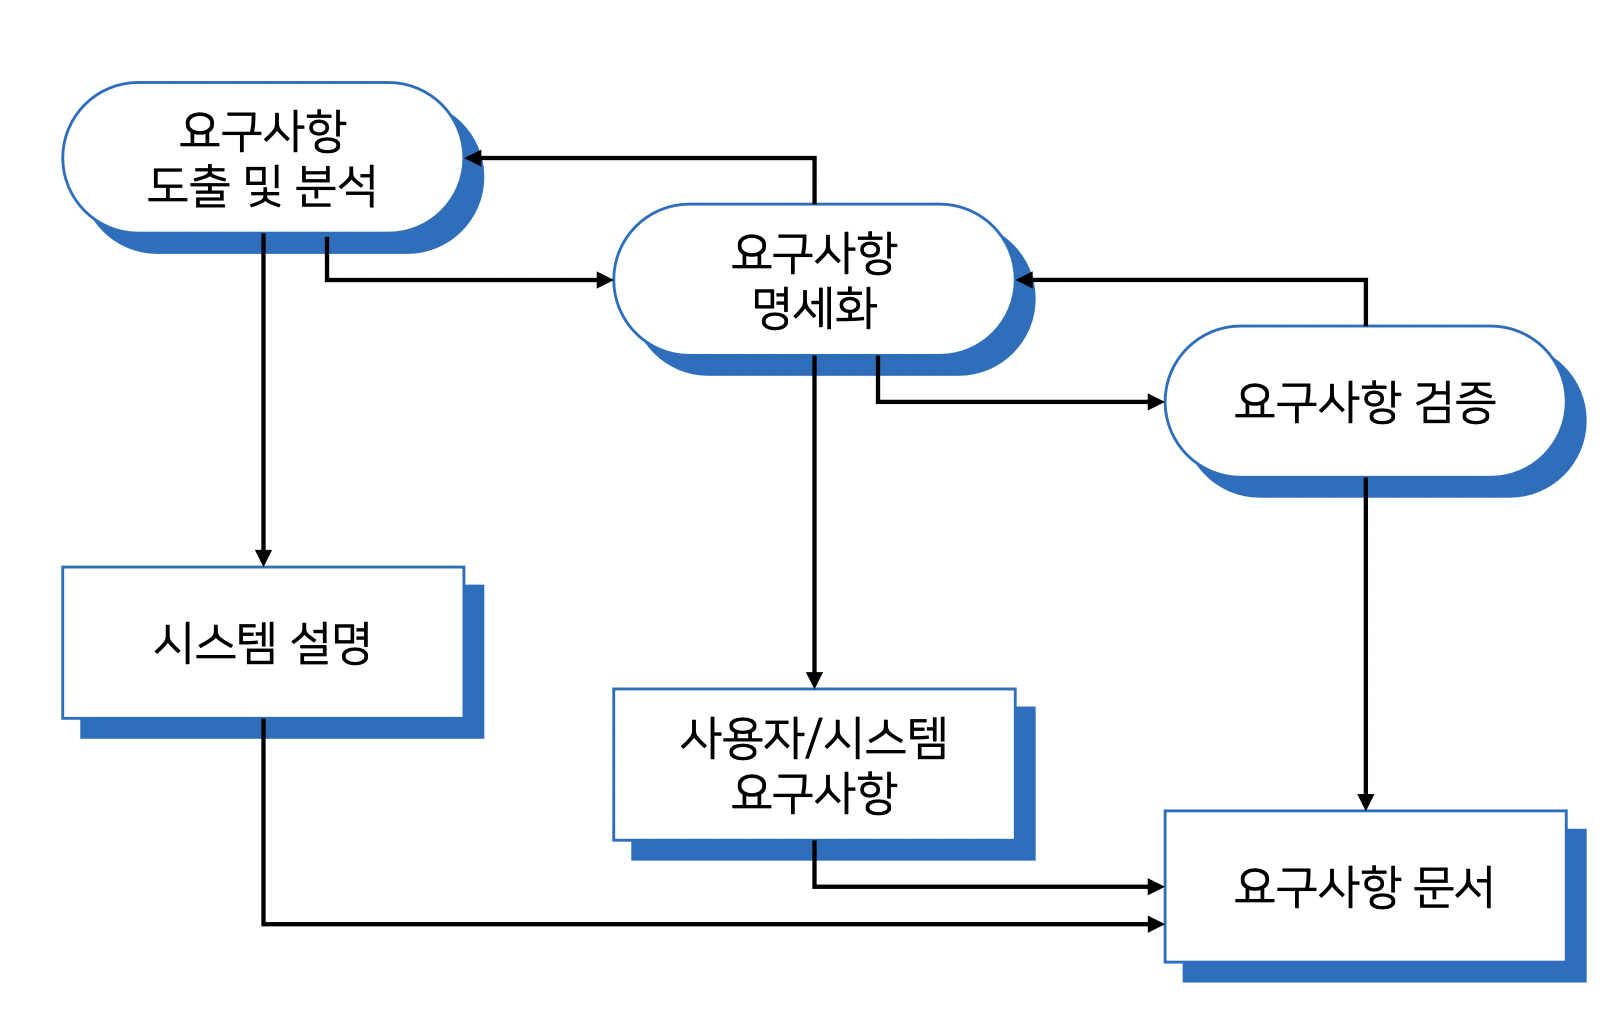 요구사항
도출 및 분석
요구사항
명세화
요구사항 검증
시스템 설명
사용자/시스템
요구사항
요구사항 문서